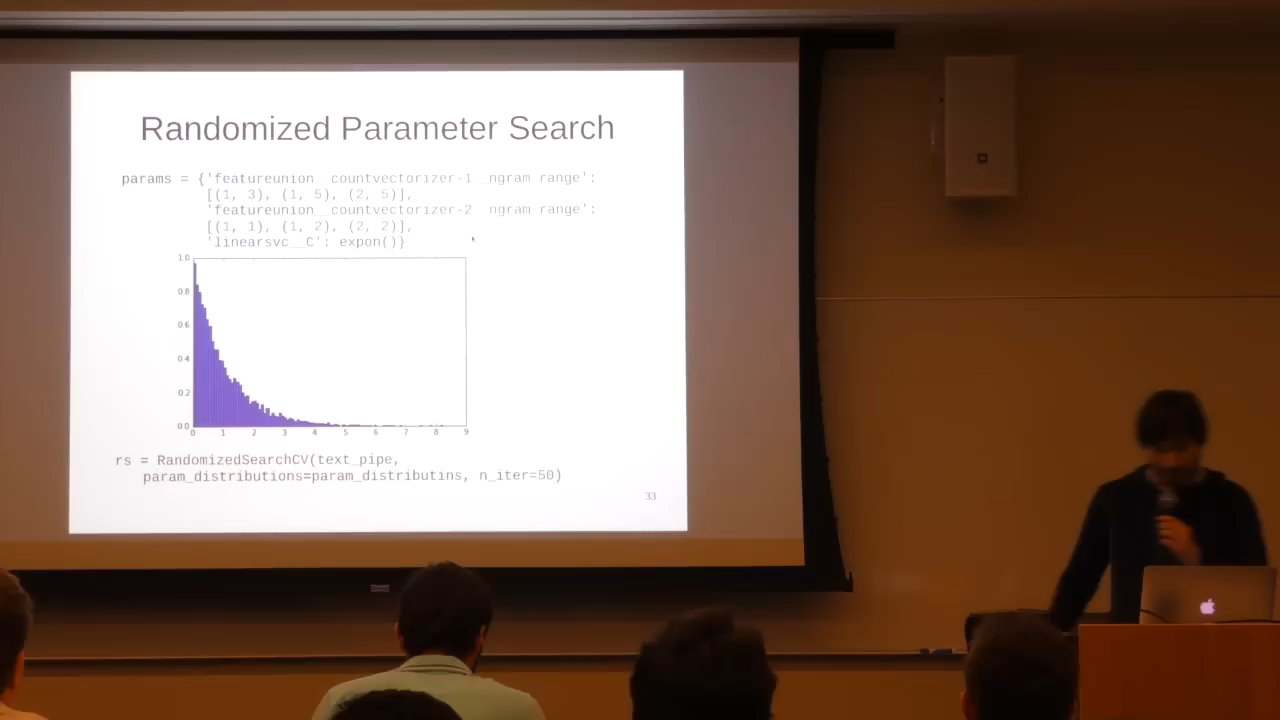 Randomized Parameter Search
params = {'featureunion__countvectorizer-1__ngram_range':
[(1, 3), (1, 5), (2, 5)],
'featureunion__countvectorizer-2__ngram_range':
[(1, 1), (1, 2), (2, 2)],
'linearsvc__C': expon()}
1.0
0.8
0.6
0.4
0.2
0.0
0 1 2 3 4 5 6 7 8 9
rs = RandomizedSearchCV(text_pipe,
param_distributions=param_distributins, n_iter=50)
33